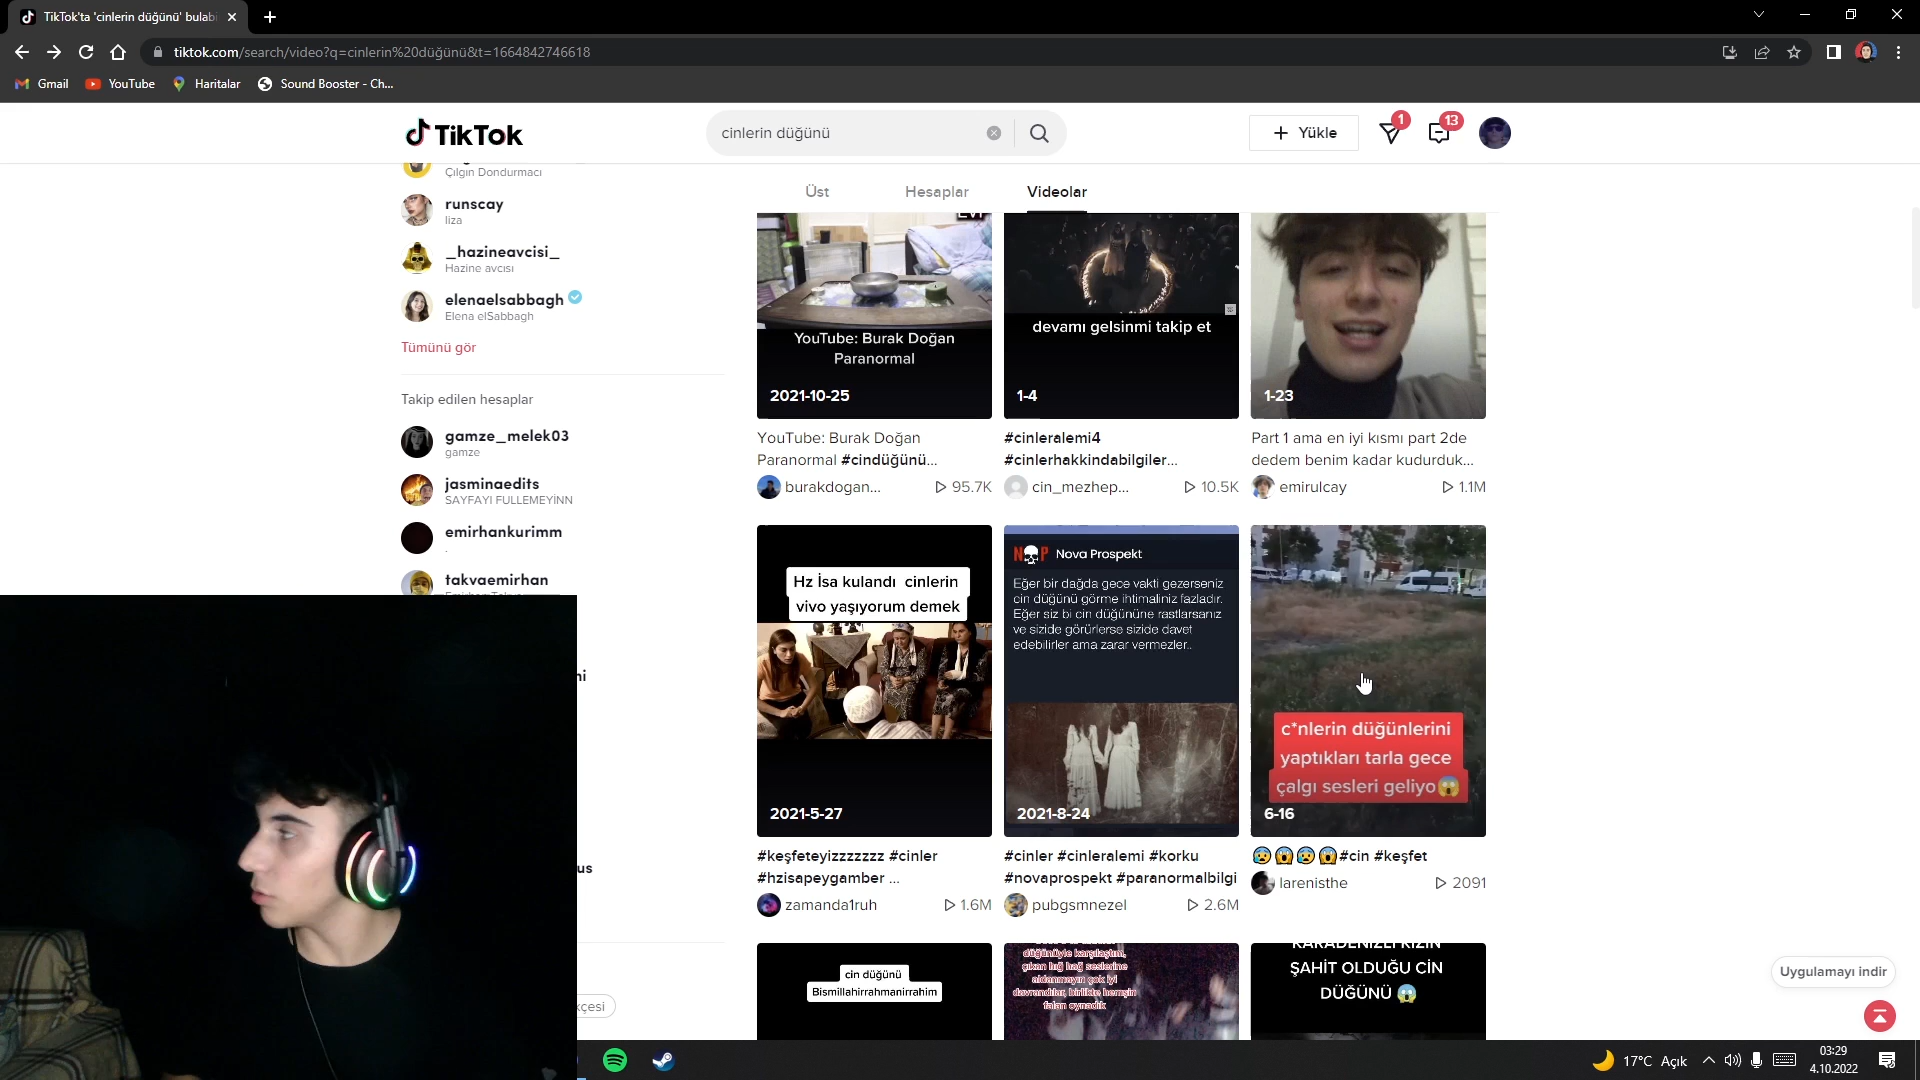 TikTok'ta 'cinlerin düğünü' bulabi
tiktok.com/search/video?q=cinlerin%20düğünü&t=1664842746618
Gmail
YouTube
Haritalar
Sound Booster - Ch...
TikTok
cinlerin düğünü
Yükle
1
13
Çılgın Dondurmacı
runscay
liza
_hazineavcisi_
Hazine avcısı
elenaelsabbagh
Elena elSabbagh
Tümünü gör
Takip edilen hesaplar
gamze_melek03
gamze
jasminaedits
SAYFAYI FULLEMEYİNN
emirhankurimm
.
takvaemirhan
Üst
Hesaplar
Videolar
YouTube: Burak Doğan
Paranormal
2021-10-25
YouTube: Burak Doğan
Paranormal #cindüğünü...
burakdogan...
95.7K
devamı gelsinmi takip et
1-4
#cinleralemi4
#cinlerhakkindabilgiler...
cin_mezhep...
10.5K
1-23
Part 1 ama en iyi kısmı part 2de
dedem benim kadar kudurduk...
emirulcay
1.1M
Hz İsa kulandı cinlerin
vivo yaşıyorum demek
2021-5-27
#keşfeteyizzzzzzz #cinler
#hzisapeygamber ...
zamanda1ruh
1.6M
Nova Prospekt
Eğer bir dağda gece vakti gezerseniz
cin düğünü görme ihtimaliniz fazladır.
Eğer siz bi cin düğününe rastlarsanız
ve sizide görürlerse sizide davet
edebilirler ama zarar vermezler..
2021-8-24
#cinler #cinleralemi #korku
#novaprospekt #paranormalbilgi
pubgsmnezel
2.6M
c*nlerin düğünlerini
yaptıkları tarla gece
çalgı sesleri geliyo😱
6-16
😰😱😰😱#cin #keşfet
larenisthe
2091
cin düğünü
Bismillahirrahmanirrahim
düğünüyle karşılaştım,
KARADENİZLİ KIZIN
ŞAHİT OLDUĞU CİN
DÜĞÜNÜ 😱
Uygulamayı indir
17°C Açık
03:29
4.10.2022